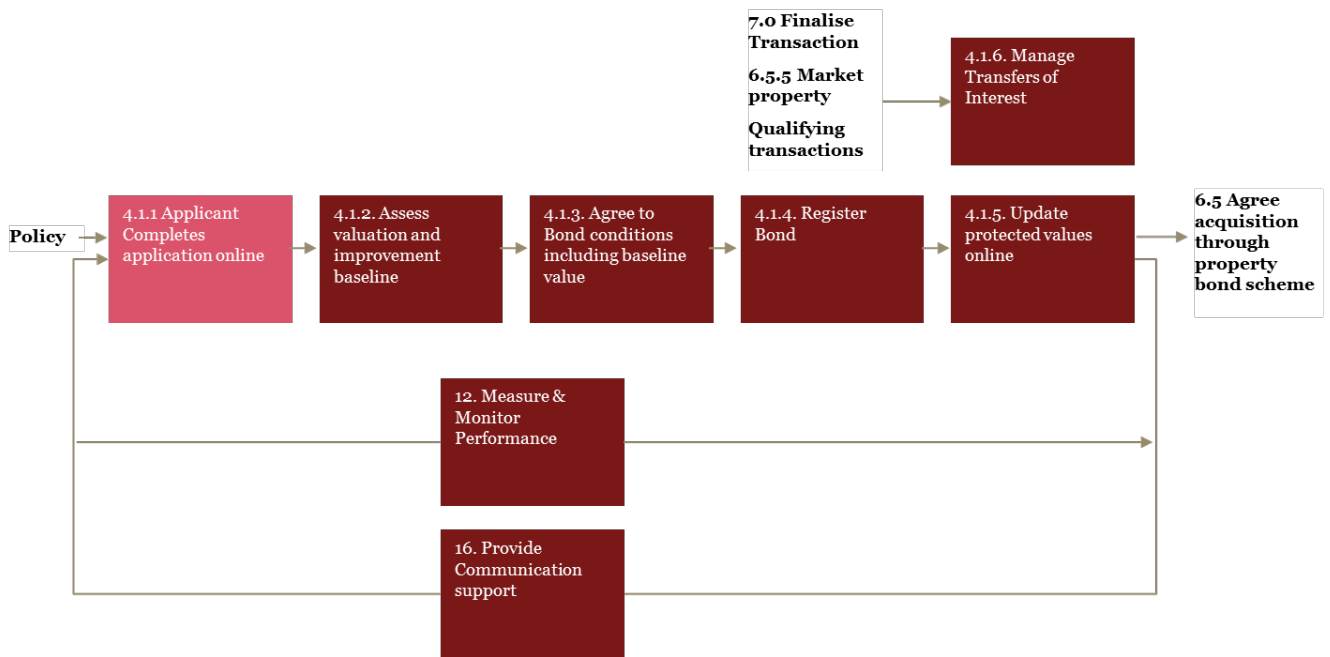 7.0 Finalise
Transaction
6.5.5 Market
property
Qualifying
transactions
4.1.6. Manage
Transfers of
Interest
Policy
4.1.1 Applicant
Completes
application online
4.1.2. Assess
valuation and
improvement
baseline
4.1.3. Agree to
Bond conditions
including baseline
value
4.1.4. Register
Bond
4.1.5. Update
protected values
online
6.5 Agree
acquisition
through
property
bond scheme
12. Measure &
Monitor
Performance
16. Provide
Communication
support